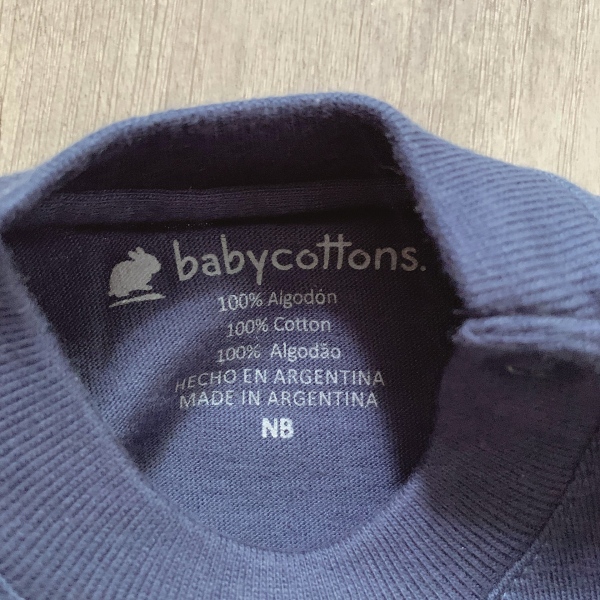 babycottons.
100% Algodón
100% Cotton
100% Algodão
HECHO EN ARGENTINA
MADE IN ARGENTINA
NB